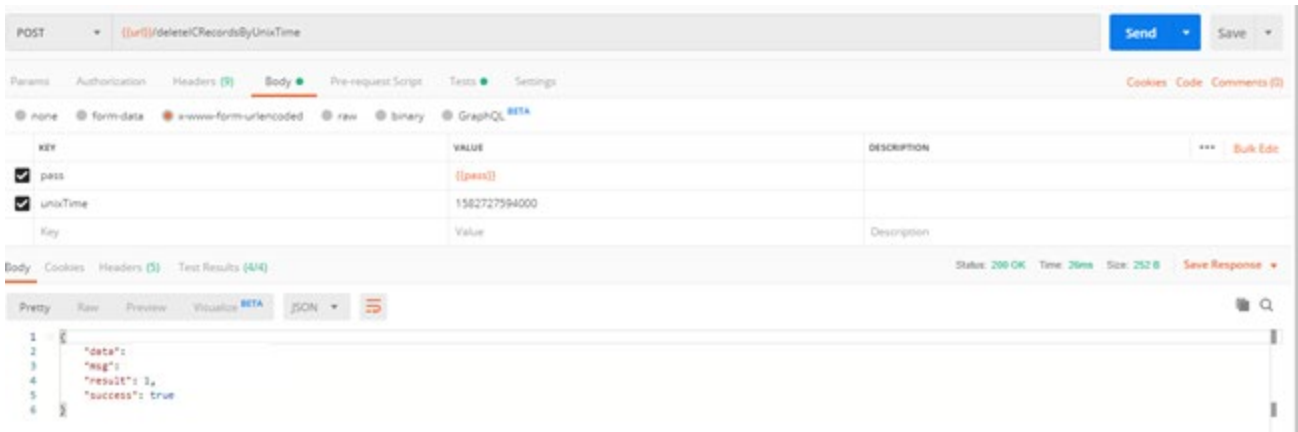 POST {{url}}/deleteICRecordsByUnixTime Send Save
Params Authorization Headers (9) Body Pre-request Script Tests Settings Cookies Code Comments (0)
none form-data x-www-form-urlencoded raw binary GraphQL BETA
KEY VALUE DESCRIPTION ••• Bulk Edit
pass {{pass}}
unixTime 1582727594000
Key Value Description
Body Cookies Headers (5) Test Results (4/4) Status: 200 OK Time: 26ms Size: 252 B Save Response
Pretty Raw Preview Visualize BETA JSON
1 {
2 "data":
3 "msg":
4 "result": 1,
5 "success": true
6 }